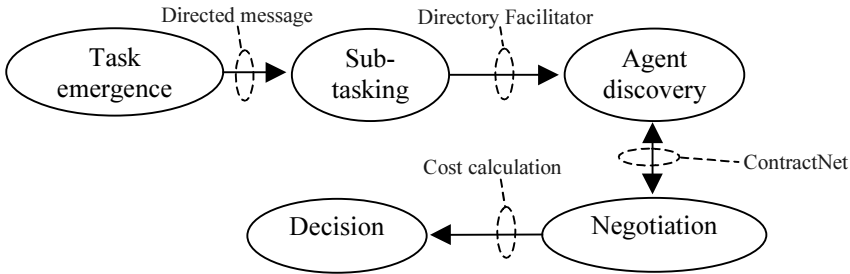 Directed message
Directory Facilitator
Task
emergence
Sub-
tasking
Agent
discovery
ContractNet
Cost calculation
Decision
Negotiation